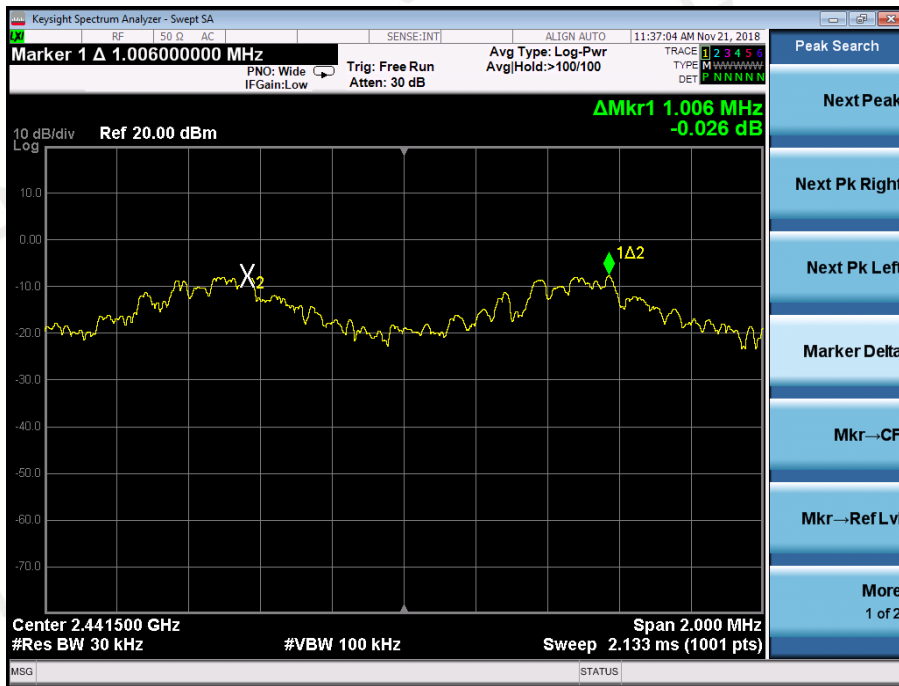 Keysight Spectrum Analyzer - Swept SA
LXI RF 50 Ω AC SENSE:INT ALIGN AUTO 11:37:04 AM Nov 21, 2018
Marker 1 Δ 1.006000000 MHz
PNO: Wide
IFGain:Low
Trig: Free Run
Atten: 30 dB
Avg Type: Log-Pwr
Avg|Hold:>100/100
TRACE 1 2 3 4 5 6
TYPE M WWWWW
DET P N N N N N
ΔMkr1 1.006 MHz
-0.026 dB
10 dB/div Ref 20.00 dBm
Log
10.0
0.00
-10.0
-20.0
-30.0
-40.0
-50.0
-60.0
-70.0
X2
1Δ2
Center 2.441500 GHz Span 2.000 MHz
#Res BW 30 kHz #VBW 100 kHz Sweep 2.133 ms (1001 pts)
MSG STATUS
Peak Search
Next Peak
Next Pk Right
Next Pk Left
Marker Delta
Mkr→CF
Mkr→Ref Lvl
More
1 of 2